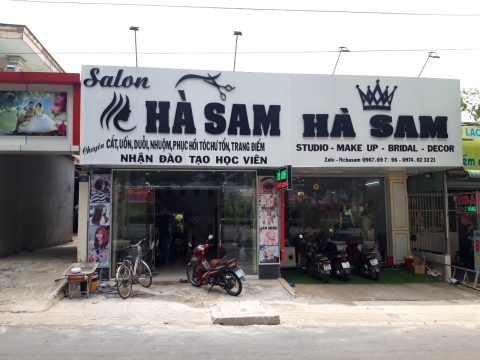 Salon
HÀ SAM
Chuyên CẮT, UỐN, DUỖI, NHUỘM, PHỤC HỒI TÓC HƯ TỔN, TRANG ĐIỂM
NHẬN ĐÀO TẠO HỌC VIÊN
HÀ SAM
STUDIO - MAKE UP - BRIDAL - DECOR